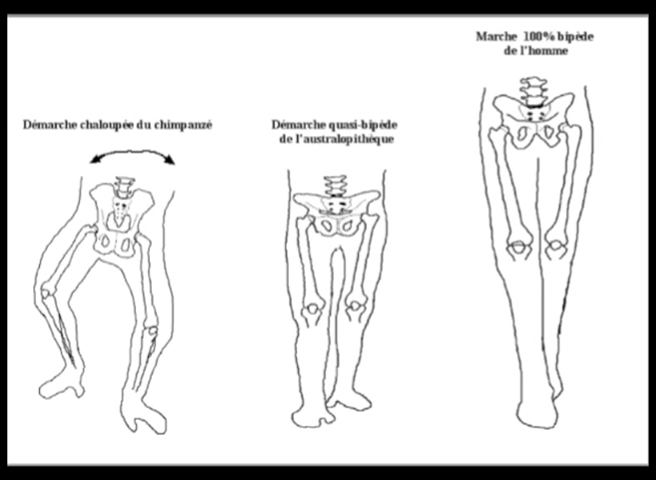 Démarche chaloupée du chimpanzé
Démarche quasi-bipède
de l'australopithèque
Marche 100% bipède
de l'homme